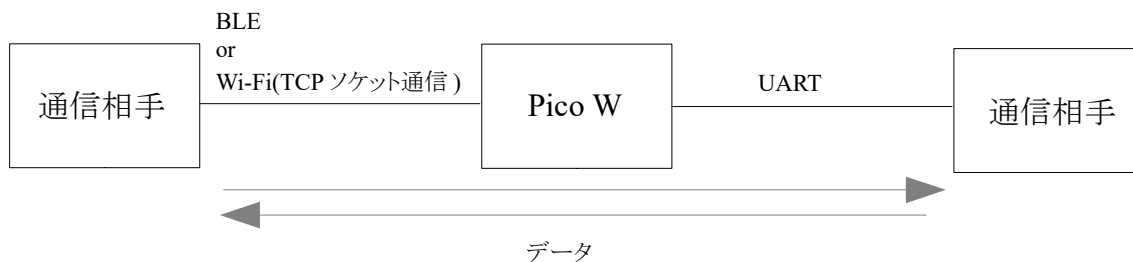 BLE
or
Wi-Fi(TCP ソケット通信 )
通信相手
Pico W
UART
通信相手
データ